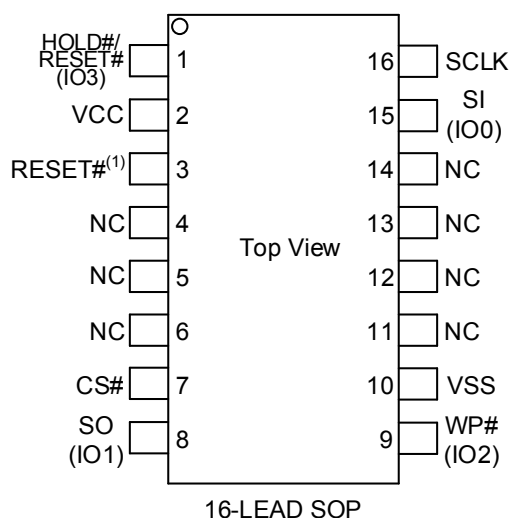 HOLD#/
RESET#
(IO3)
1
16
SCLK
VCC
2
15
SI
(IO0)
RESET#(1)
3
14
NC
NC
4
13
NC
Top View
NC
5
12
NC
NC
6
11
NC
CS#
7
10
VSS
SO
(IO1)
8
9
WP#
(IO2)
16-LEAD SOP